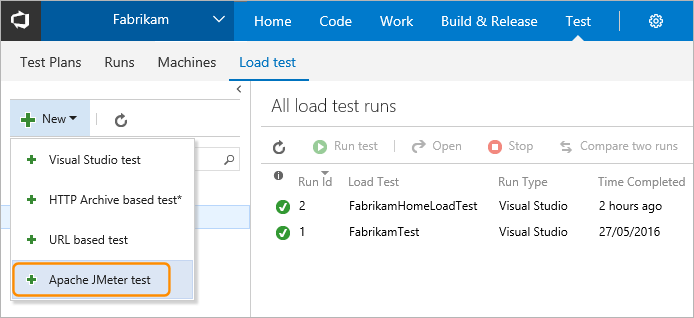 Fabrikam Home Code Work Build & Release Test
Test Plans Runs Machines Load test
New
Visual Studio test
HTTP Archive based test*
URL based test
Apache JMeter test
All load test runs
Run test Open Stop Compare two runs
Run Id Load Test Run Type Time Completed
2 FabrikamHomeLoadTest Visual Studio 2 hours ago
1 FabrikamTest Visual Studio 27/05/2016